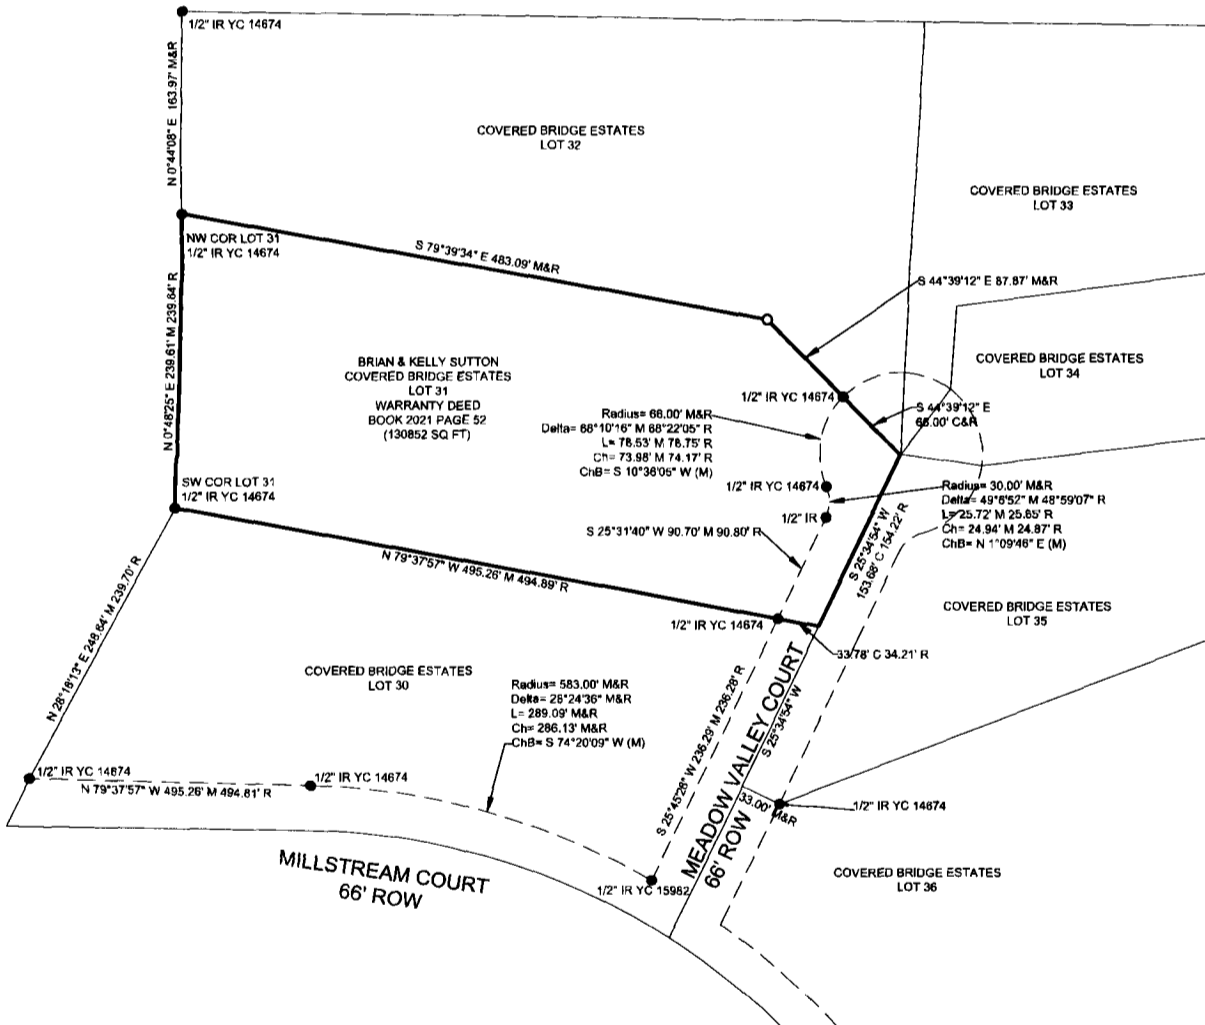 1/2" IR YC 14674
N 0°44'08" E 163.97' M&R
COVERED BRIDGE ESTATES
LOT 32
COVERED BRIDGE ESTATES
LOT 33
NW COR LOT 31
1/2" IR YC 14674
S 79°39'34" E 483.09' M&R
S 44°39'12" E 87.87' M&R
N 0°48'25" E 239.61' M 239.64' R
BRIAN & KELLY SUTTON
COVERED BRIDGE ESTATES
LOT 31
WARRANTY DEED
BOOK 2021 PAGE 52
(130852 SQ FT)
COVERED BRIDGE ESTATES
LOT 34
1/2" IR YC 14674
S 44°39'12" E
66.00' C&R
Radius= 66.00' M&R
Delta= 68°10'16" M 68°22'05" R
L= 78.53' M 78.75' R
Ch= 73.98' M 74.17' R
ChB= S 10°36'05" W (M)
SW COR LOT 31
1/2" IR YC 14674
1/2" IR YC 14674
1/2" IR
Radius= 30.00' M&R
Delta= 49°6'52" M 48°59'07" R
L= 25.72' M 25.65' R
Ch= 24.94' M 24.87' R
ChB= N 1°09'46" E (M)
S 25°31'40" W 90.70' M 90.80' R
S 25°34'54" W
153.68' C 154.22' R
N 79°37'57" W 495.26' M 494.89' R
1/2" IR YC 14674
33.78' C 34.21' R
COVERED BRIDGE ESTATES
LOT 35
N 28°18'13" E 248.64' M 239.70' R
COVERED BRIDGE ESTATES
LOT 30
Radius= 583.00' M&R
Delta= 28°24'36" M&R
L= 289.09' M&R
Ch= 286.13' M&R
ChB= S 74°20'09" W (M)
S 25°45'28" W 236.29' M 236.28' R
MEADOW VALLEY COURT
66' ROW
S 25°34'54" W
1/2" IR YC 14674
N 79°37'57" W 495.26' M 494.81' R
1/2" IR YC 14674
33.00' M&R
1/2" IR YC 14674
MILLSTREAM COURT
66' ROW
1/2" IR YC 15982
COVERED BRIDGE ESTATES
LOT 36